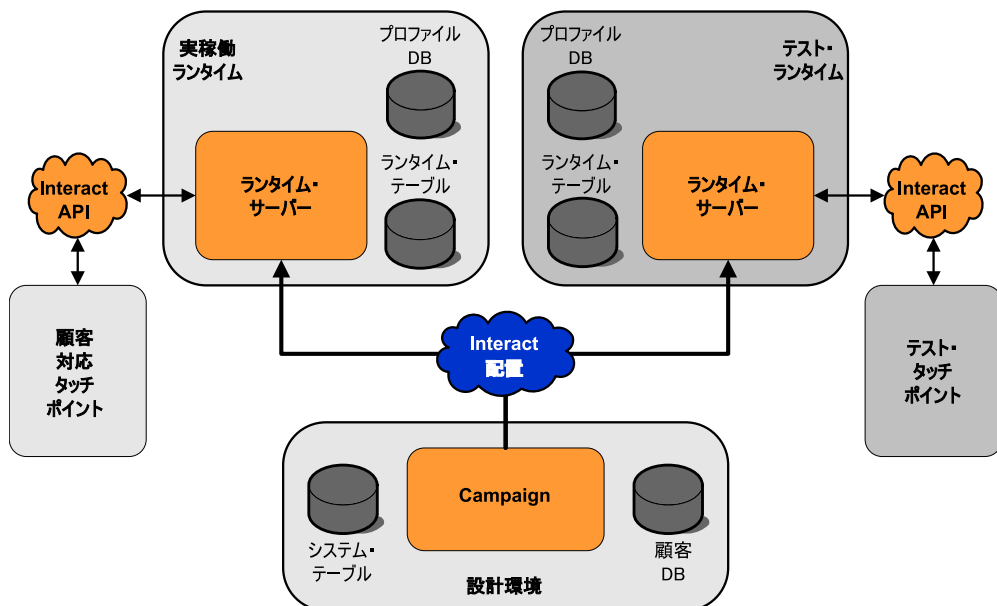 実稼働
ランタイム
プロファイル
DB
ランタイム・
サーバー
ランタイム・
テーブル
Interact
API
顧客
対応
タッチ
ポイント
プロファイル
DB
テスト・
ランタイム
ランタイム・
テーブル
ランタイム・
サーバー
Interact
API
テスト・
タッチ
ポイント
Interact
配置
Campaign
システム・
テーブル
顧客
DB
設計環境